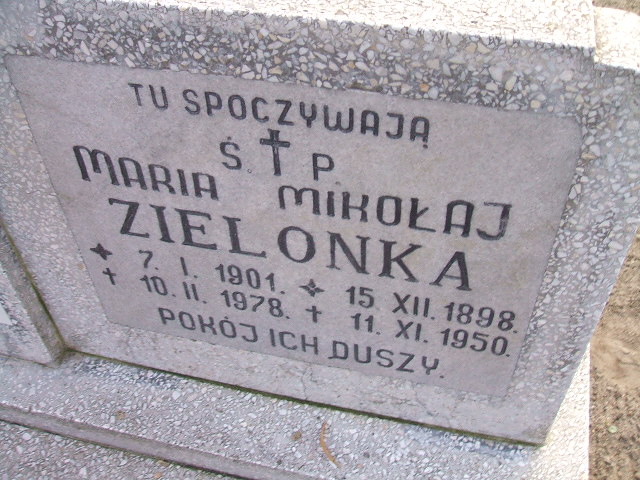 TU SPOCZYWAJĄ
Ś. † P.
MARIA MIKOŁAJ
ZIELONKA
✦ 7. I. 1901. ✦ 15. XII. 1898.
† 10. II. 1978. † 11. XI. 1950.
POKÓJ ICH DUSZY.